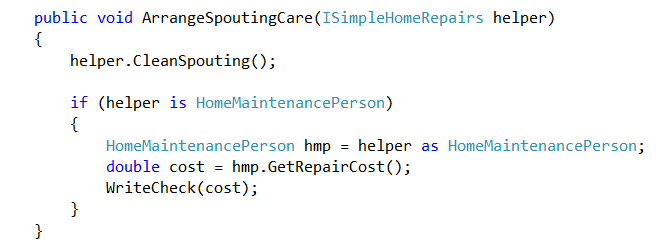 public void ArrangeSpoutingCare(ISimpleHomeRepairs helper)
{
    helper.CleanSpouting();

    if (helper is HomeMaintenancePerson)
    {
        HomeMaintenancePerson hmp = helper as HomeMaintenancePerson;
        double cost = hmp.GetRepairCost();
        WriteCheck(cost);
    }
}